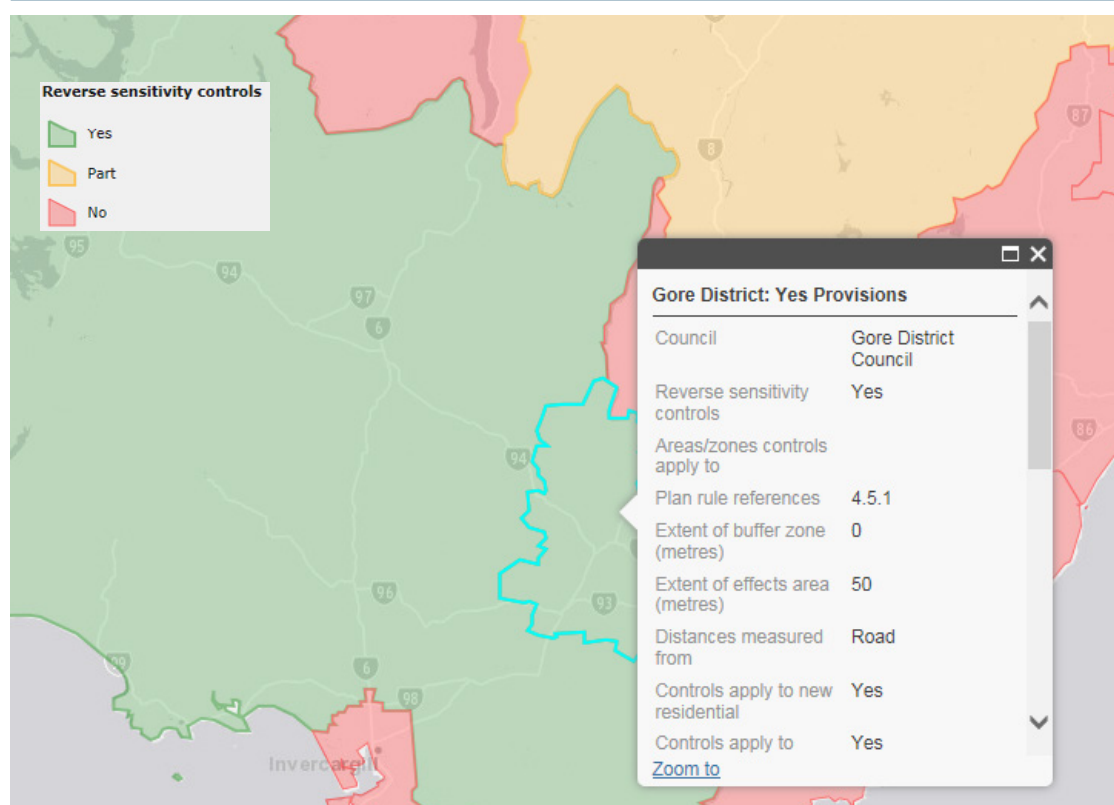 Reverse sensitivity controls
Yes
Part
No
8
87
95
94
97
6
Gore District: Yes Provisions
Council
Gore District
Council
Reverse sensitivity
controls
Yes
Areas/zones controls
apply to
86
94
Plan rule references
4.5.1
Extent of buffer zone
(metres)
0
Extent of effects area
(metres)
50
96
93
Distances measured
from
Road
99
6
98
Controls apply to new
residential
Yes
Controls apply to
Yes
Invercargill
Zoom to